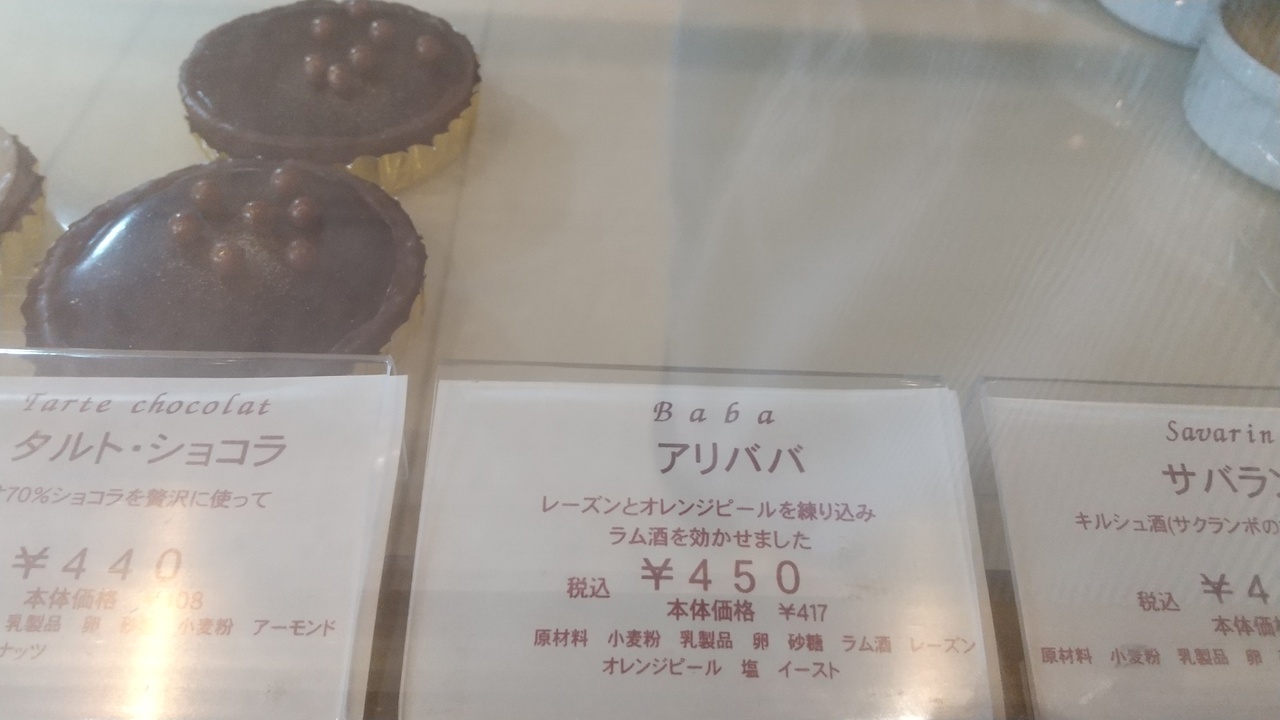 Tarte chocolat
タルト・ショコラ
70%ショコラを贅沢に使って
¥440
本体価格
乳製品 卵 小麦粉 アーモンド
ナッツ
Baba
アリババ
レーズンとオレンジピールを練り込み
ラム酒を効かせました
税込 ¥450
本体価格 ¥417
原材料 小麦粉 乳製品 卵 砂糖 ラム酒 レーズン
オレンジピール 塩 イースト
Savarin
サバラン
キルシュ酒(サクランボの
税込 ¥4
本体価格
原材料 小麦粉 乳製品 卵